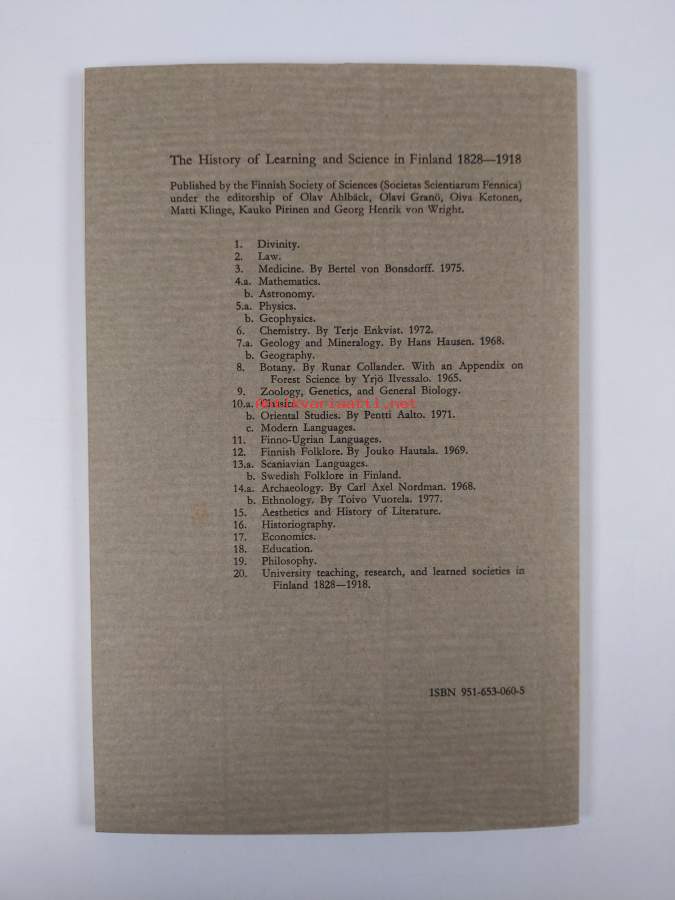 The History of Learning and Science in Finland 1828—1918
Published by the Finnish Society of Sciences (Societas Scientiarum Fennica)
under the editorship of Olav Ahlbäck, Olavi Granö, Oiva Ketonen,
Matti Klinge, Kauko Pirinen and Georg Henrik von Wright.
1. Divinity.
2. Law.
3. Medicine. By Bertel von Bonsdorff. 1975.
4.a. Mathematics.
b. Astronomy.
5.a. Physics.
b. Geophysics.
6. Chemistry. By Terje Enkvist. 1972.
7.a. Geology and Mineralogy. By Hans Hausen. 1968.
b. Geography.
8. Botany. By Runar Collander. With an Appendix on
Forest Science by Yrjö Ilvessalo. 1965.
9. Zoology, Genetics, and General Biology.
10.a.
b. Oriental Studies. By Pentti Aalto. 1971.
c. Modern Languages.
11. Finno-Ugrian Languages.
12. Finnish Folklore. By Jouko Hautala. 1969.
13.a. Scaniavian Languages.
b. Swedish Folklore in Finland.
14.a. Archaeology. By Carl Axel Nordman. 1968.
b. Ethnology. By Toivo Vuorela. 1977.
15. Aesthetics and History of Literature.
16. Historiography.
17. Economics.
18. Education.
19. Philosophy.
20. University teaching, research, and learned societies in
Finland 1828—1918.
ISBN 951-653-060-5